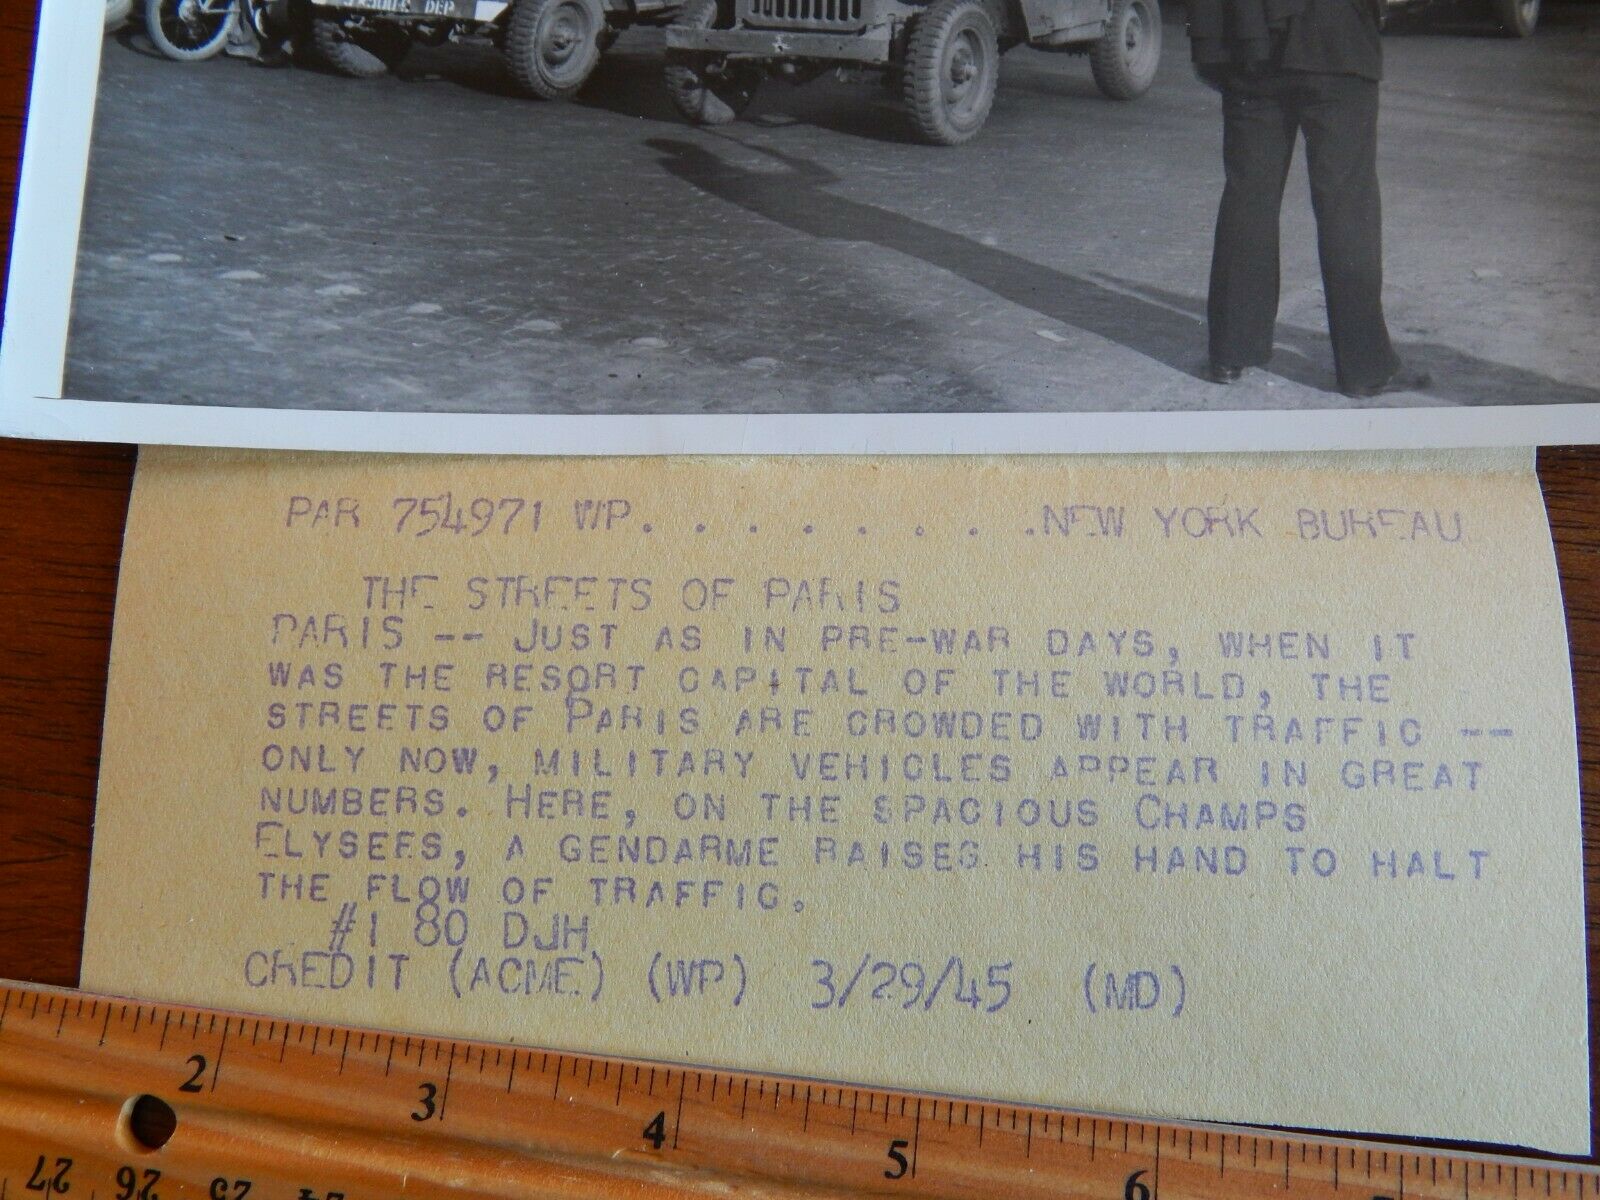 DEP
PAR 754971 WP. . . . . . . .NEW YORK BUREAU
THE STREETS OF PARIS
PARIS -- JUST AS IN PRE-WAR DAYS, WHEN IT
WAS THE RESORT CAPITAL OF THE WORLD, THE
STREETS OF PARIS ARE CROWDED WITH TRAFFIC --
ONLY NOW, MILITARY VEHICLES APPEAR IN GREAT
NUMBERS. HERE, ON THE SPACIOUS CHAMPS
ELYSEES, A GENDARME RAISES HIS HAND TO HALT
THE FLOW OF TRAFFIC.
#1 80 DJH
CREDIT (ACME) (WP) 3/29/45 (MD)
2 3 4 5 6
27 26 25 24